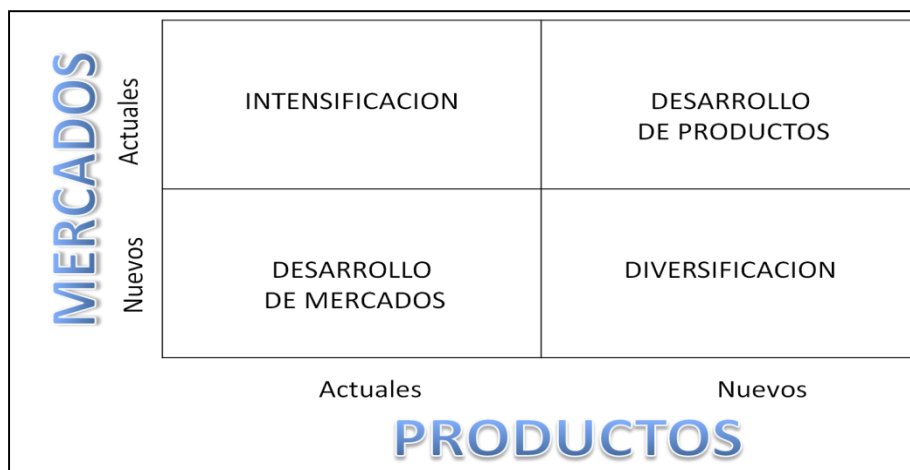 MERCADOS
Actuales
INTENSIFICACION
DESARROLLO
DE PRODUCTOS
Nuevos
DESARROLLO
DE MERCADOS
DIVERSIFICACION
Actuales
Nuevos
PRODUCTOS